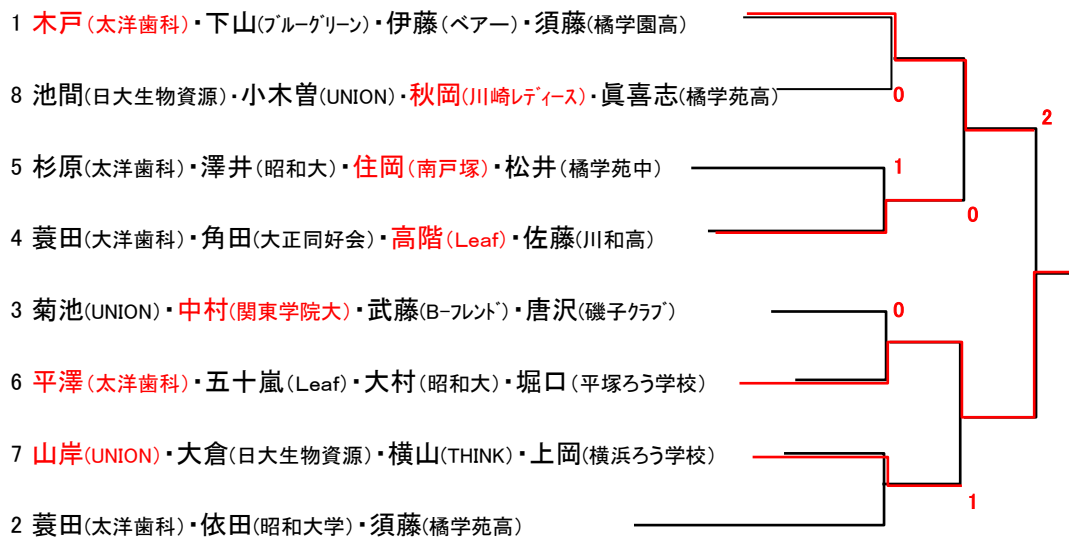 1 木戸(太洋歯科)・下山(ブルーグリーン)・伊藤(ベアー)・須藤(橘学園高)
8 池間(日大生物資源)・小木曽(UNION)・秋岡(川崎レディース)・眞喜志(橘学苑高)
0
2
5 杉原(太洋歯科)・澤井(昭和大)・住岡(南戸塚)・松井(橘学苑中)
1
0
4 蓑田(大洋歯科)・角田(大正同好会)・高階(Leaf)・佐藤(川和高)
3 菊池(UNION)・中村(関東学院大)・武藤(B-フレンド)・唐沢(磯子クラブ)
0
6 平澤(太洋歯科)・五十嵐(Leaf)・大村(昭和大)・堀口(平塚ろう学校)
7 山岸(UNION)・大倉(日大生物資源)・横山(THINK)・上岡(横浜ろう学校)
1
2 蓑田(太洋歯科)・依田(昭和大学)・須藤(橘学苑高)